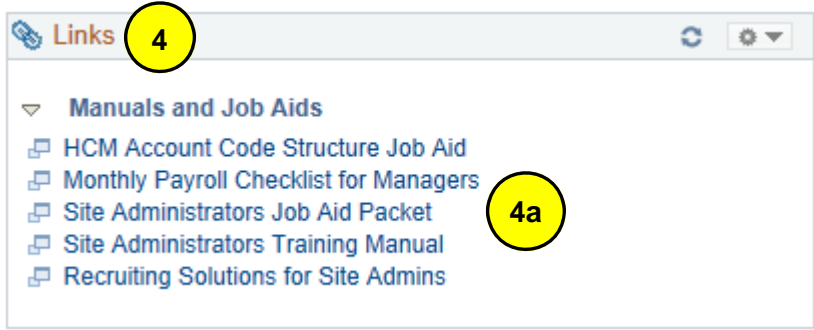 Links 4
Manuals and Job Aids
HCM Account Code Structure Job Aid
Monthly Payroll Checklist for Managers
Site Administrators Job Aid Packet 4a
Site Administrators Training Manual
Recruiting Solutions for Site Admins